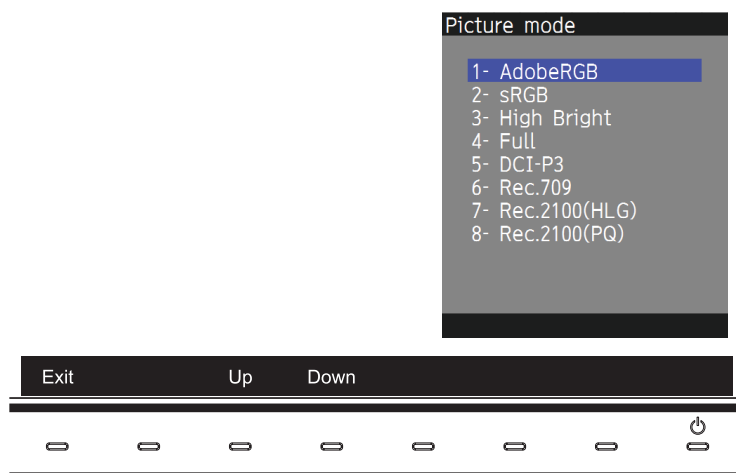 Picture mode
1- AdobeRGB
2- sRGB
3- High Bright
4- Full
5- DCI-P3
6- Rec.709
7- Rec.2100(HLG)
8- Rec.2100(PQ)
Exit Up Down